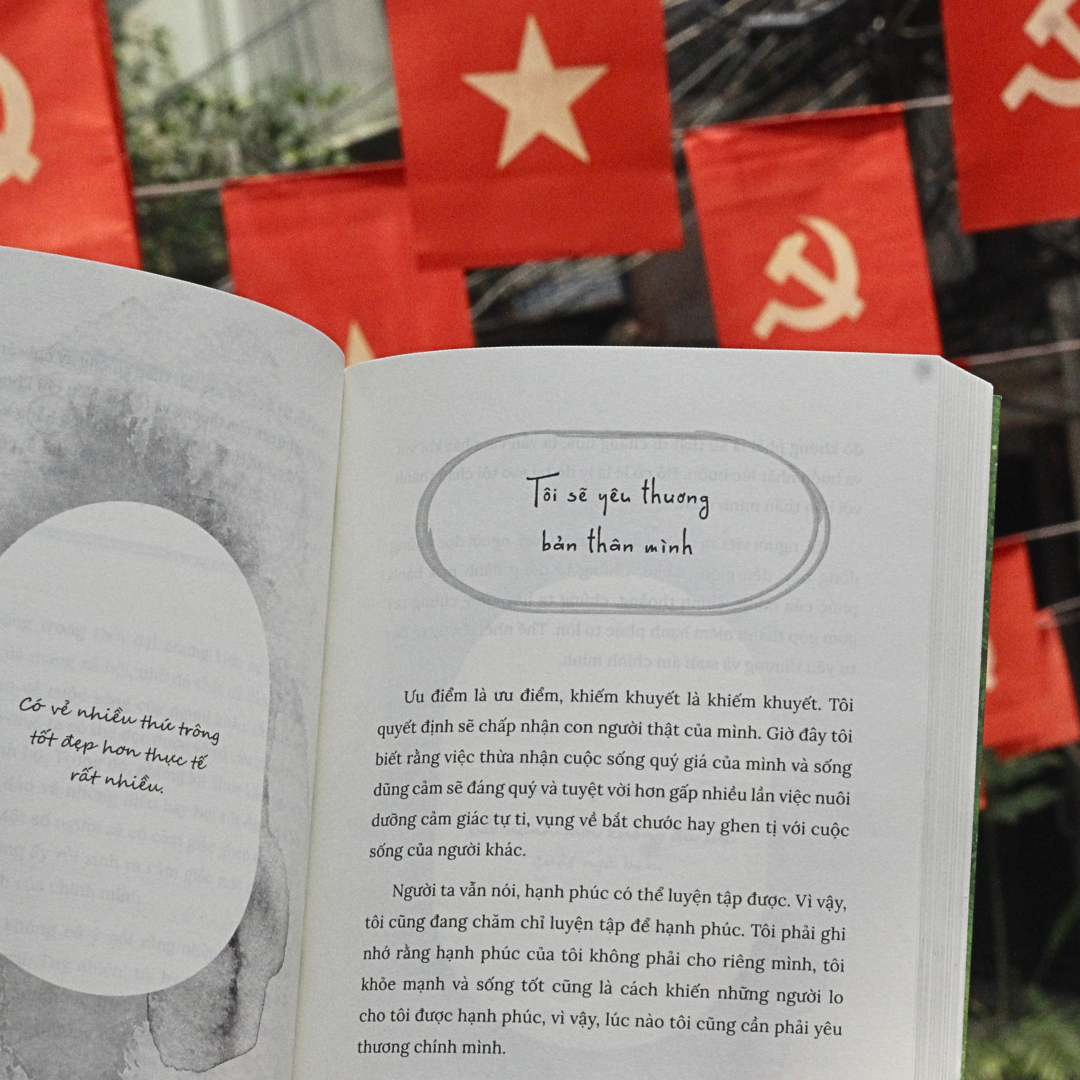 Có vẻ nhiều thứ trông
tốt đẹp hơn thực tế
rất nhiều.
Tôi sẽ yêu thương
bản thân mình
Ưu điểm là ưu điểm, khiếm khuyết là khiếm khuyết. Tôi
quyết định sẽ chấp nhận con người thật của mình. Giờ đây tôi
biết rằng việc thừa nhận cuộc sống quý giá của mình và sống
dũng cảm sẽ đáng quý và tuyệt vời hơn gấp nhiều lần việc nuôi
dưỡng cảm giác tự ti, vụng về bắt chước hay ghen tị với cuộc
sống của người khác.
Người ta vẫn nói, hạnh phúc có thể luyện tập được. Vì vậy,
tôi cũng đang chăm chỉ luyện tập để hạnh phúc. Tôi phải ghi
nhớ rằng hạnh phúc của tôi không phải cho riêng mình, tôi
khỏe mạnh và sống tốt cũng là cách khiến những người lo
cho tôi được hạnh phúc, vì vậy, lúc nào tôi cũng cần phải yêu
thương chính mình.